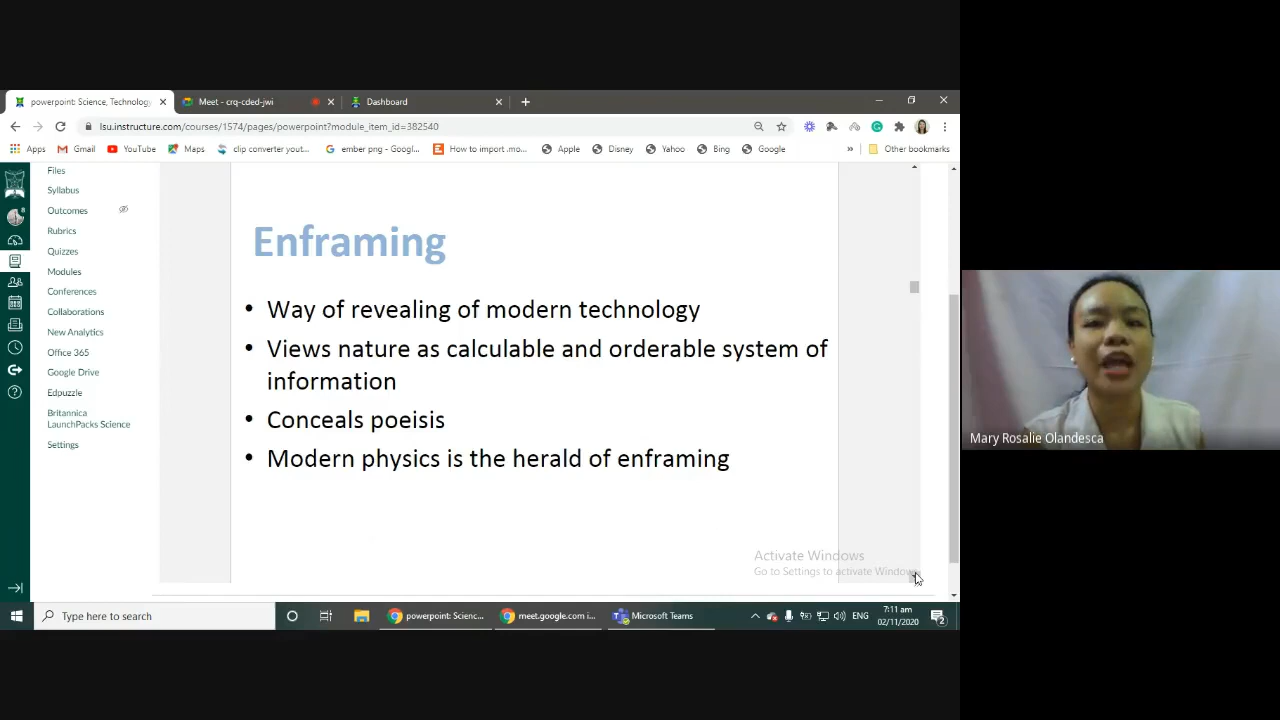 powerpoint: Science, Technology
Meet - crq-cded-jwi
Dashboard
lsu.instructure.com/courses/1574/pages/powerpoint?module_item_id=382540
Apps
Gmail
YouTube
Maps
clip converter yout...
ember png - Googl...
How to import .mo...
Apple
Disney
Yahoo
Bing
Google
»
Other bookmarks
Files
Syllabus
Outcomes
Rubrics
Quizzes
Modules
Conferences
Collaborations
New Analytics
Office 365
Google Drive
Edpuzzle
Britannica
LaunchPacks Science
Settings
Enframing
• Way of revealing of modern technology
• Views nature as calculable and orderable system of
information
• Conceals poeisis
• Modern physics is the herald of enframing
Activate Windows
Go to Settings to activate Windows
Mary Rosalie Olandesca
Type here to search
powerpoint: Scienc...
meet.google.com i...
Microsoft Teams
ENG
7:11 am
02/11/2020
2